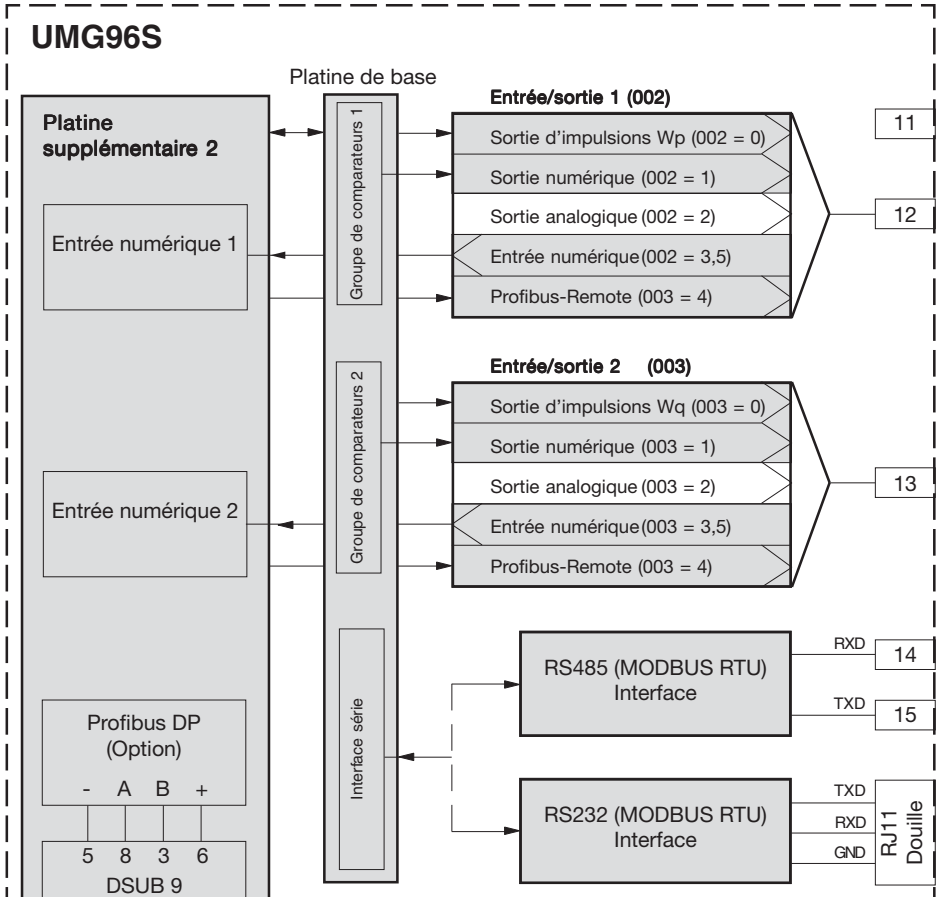 UMG96S
Platine de base
Platine
supplémentaire 2
Entrée numérique 1
Entrée numérique 2
Profibus DP
(Option)
- A B +
5 8 3 6
DSUB 9
Groupe de comparateurs 1
Groupe de comparateurs 2
Interface série
Entrée/sortie 1 (002)
Sortie d'impulsions Wp (002 = 0)
Sortie numérique (002 = 1)
Sortie analogique (002 = 2)
Entrée numérique (002 = 3,5)
Profibus-Remote (003 = 4)
11
12
Entrée/sortie 2 (003)
Sortie d'impulsions Wq (003 = 0)
Sortie numérique (003 = 1)
Sortie analogique (003 = 2)
Entrée numérique (003 = 3,5)
Profibus-Remote (003 = 4)
13
RS485 (MODBUS RTU)
Interface
RXD
14
TXD
15
RS232 (MODBUS RTU)
Interface
TXD
RXD
GND
RJ11
Douille